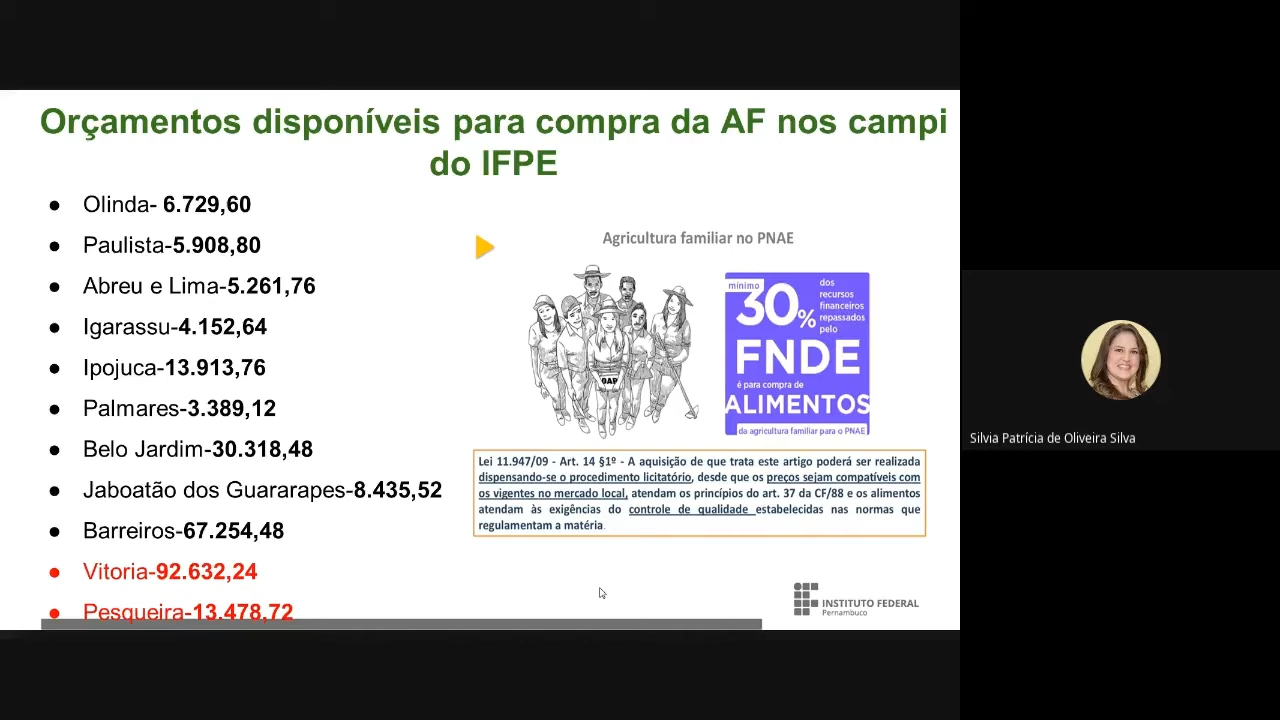 Orçamentos disponíveis para compra da AF nos campi
do IFPE
● Olinda- 6.729,60
● Paulista-5.908,80
● Abreu e Lima-5.261,76
● Igarassu-4.152,64
● Ipojuca-13.913,76
● Palmares-3.389,12
● Belo Jardim-30.318,48
● Jaboatão dos Guararapes-8.435,52
● Barreiros-67.254,48
● Vitoria-92.632,24
● Pesqueira-13.478,72
Agricultura familiar no PNAE
DAP
mínimo
30%
dos
recursos
financeiros
repassados
pelo
FNDE
é para compra de
ALIMENTOS
da agricultura familiar para o PNAE
Lei 11.947/09 - Art. 14 §1º - A aquisição de que trata este artigo poderá ser realizada
dispensando-se o procedimento licitatório, desde que os preços sejam compatíveis com
os vigentes no mercado local, atendam os princípios do art. 37 da CF/88 e os alimentos
atendam às exigências do controle de qualidade estabelecidas nas normas que
regulamentam a matéria.
INSTITUTO FEDERAL
Pernambuco
Silvia Patrícia de Oliveira Silva